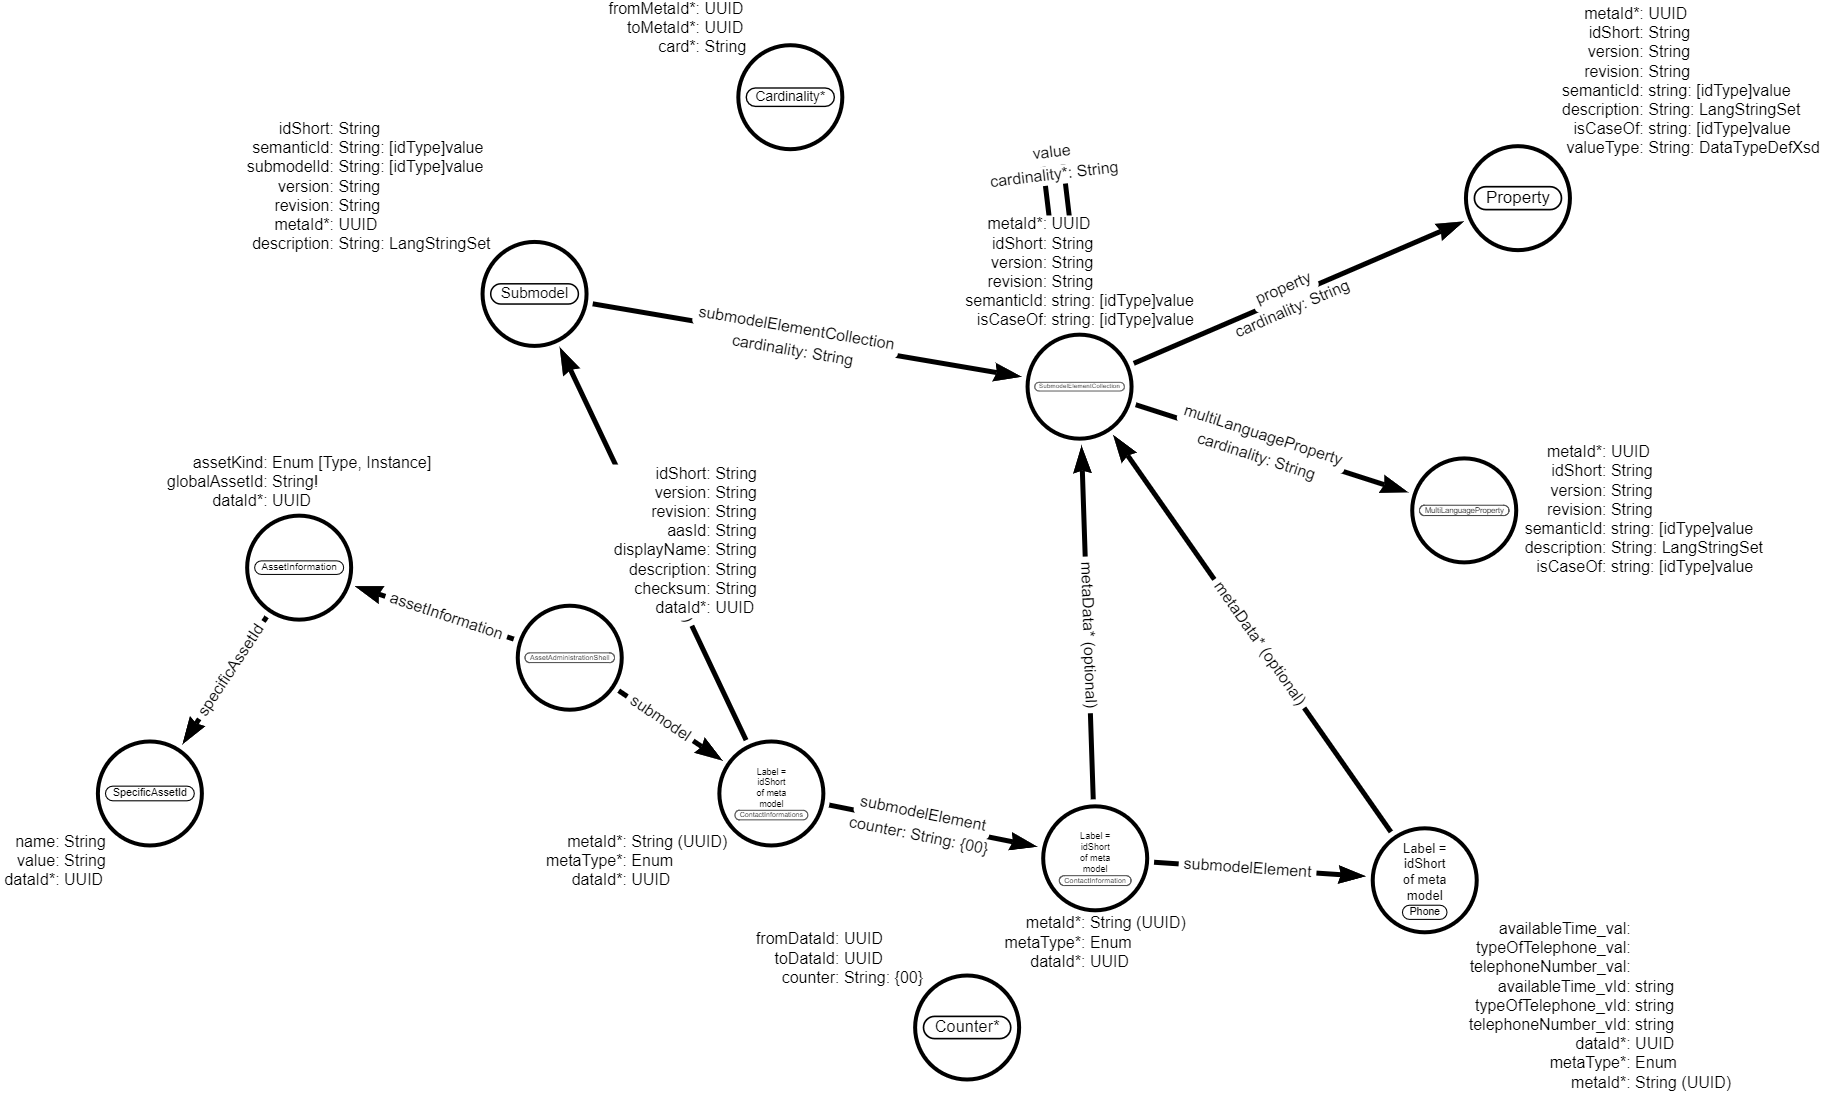 fromMetaId*: UUID
toMetaId*: UUID
card*: String
Cardinality*
metaId*: UUID
idShort: String
version: String
revision: String
semanticId: string: [idType]value
description: String: LangStringSet
isCaseOf: string: [idType]value
valueType: String: DataTypeDefXsd
Property
idShort: String
semanticId: String: [idType]value
submodelId: String: [idType]value
version: String
revision: String
metaId*: UUID
description: String: LangStringSet
Submodel
value
cardinality*: String
metaId*: UUID
idShort: String
version: String
revision: String
semanticId: string: [idType]value
isCaseOf: string: [idType]value
SubmodelElementCollection
submodelElementCollection
cardinality: String
property
cardinality: String
multiLanguageProperty
cardinality: String
metaId*: UUID
idShort: String
version: String
revision: String
semanticId: string: [idType]value
description: String: LangStringSet
isCaseOf: string: [idType]value
MultiLanguageProperty
assetKind: Enum [Type, Instance]
globalAssetId: String!
dataId*: UUID
AssetInformation
idShort: String
version: String
revision: String
aasId: String
displayName: String
description: String
checksum: String
dataId*: UUID
)
assetInformation
AssetAdministrationShell
specificAssetId
submodel
metaData* (optional)
metaData* (optional)
SpecificAssetId
name: String
value: String
dataId*: UUID
Label =
idShort
of meta
model
ContactInformations
metaId*: String (UUID)
metaType*: Enum
dataId*: UUID
submodelElement
counter: String: {00}
Label =
idShort
of meta
model
ContactInformation
metaId*: String (UUID)
metaType*: Enum
dataId*: UUID
submodelElement
Label =
idShort
of meta
model
Phone
availableTime_val:
typeOfTelephone_val:
telephoneNumber_val:
availableTime_vId: string
typeOfTelephone_vId: string
telephoneNumber_vId: string
dataId*: UUID
metaType*: Enum
metaId*: String (UUID)
fromDataId: UUID
toDataId: UUID
counter: String: {00}
Counter*